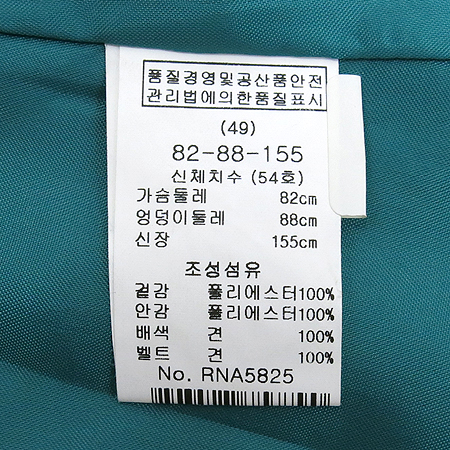 품질경영및공산품안전
관리법에의한품질표시
(49)
82-88-155
신체치수 (54호)
가슴둘레 82cm
엉덩이둘레 88cm
신장 155cm
조성섬유
겉감 폴리에스터100%
안감 폴리에스터100%
배색 견 100%
벨트 견 100%
No. RNA5825